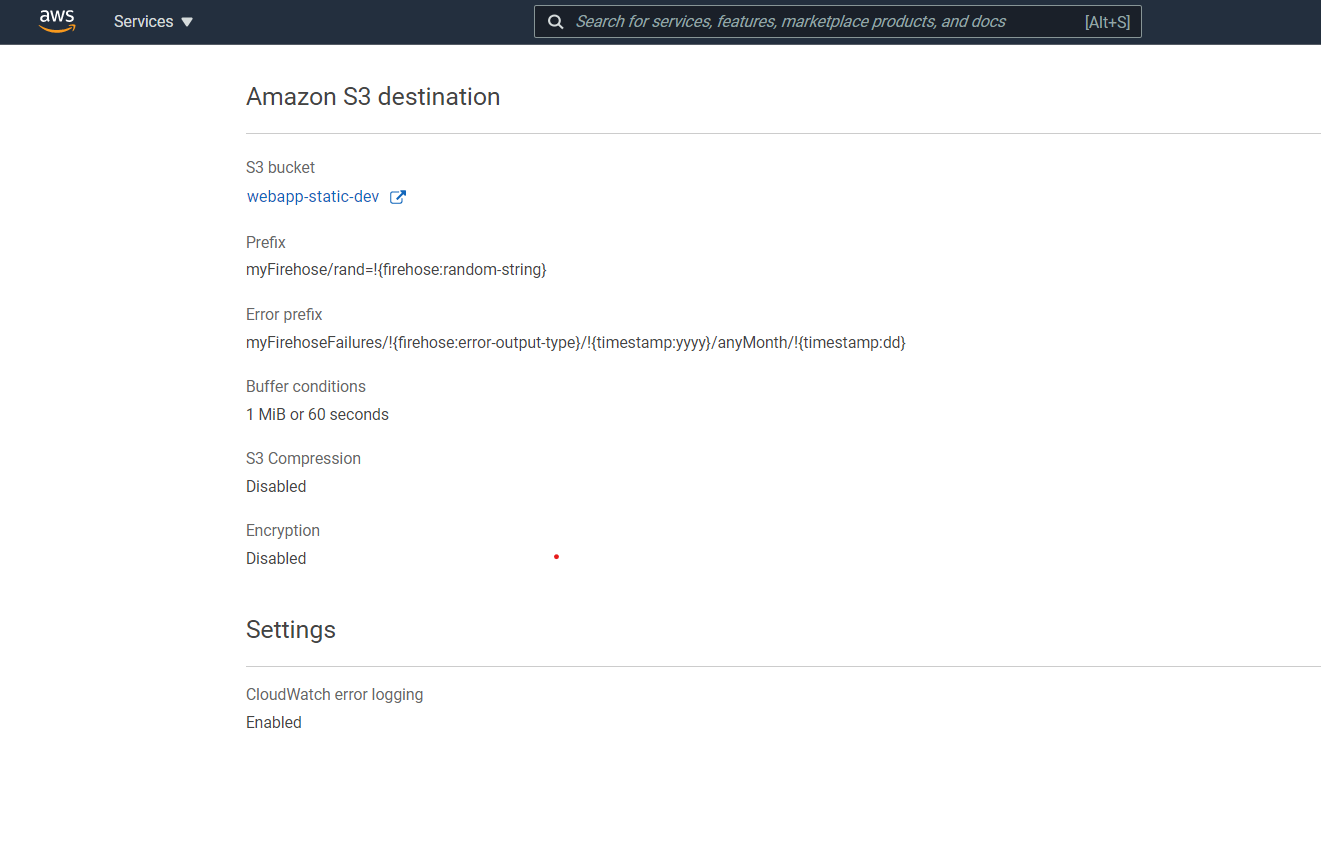 aws Services ▼ Search for services, features, marketplace products, and docs [Alt+S]
Amazon S3 destination
S3 bucket
webapp-static-dev
Prefix
myFirehose/rand=!{firehose:random-string}
Error prefix
myFirehoseFailures/!{firehose:error-output-type}/!{timestamp:yyyy}/anyMonth/!{timestamp:dd}
Buffer conditions
1 MiB or 60 seconds
S3 Compression
Disabled
Encryption
Disabled
Settings
CloudWatch error logging
Enabled